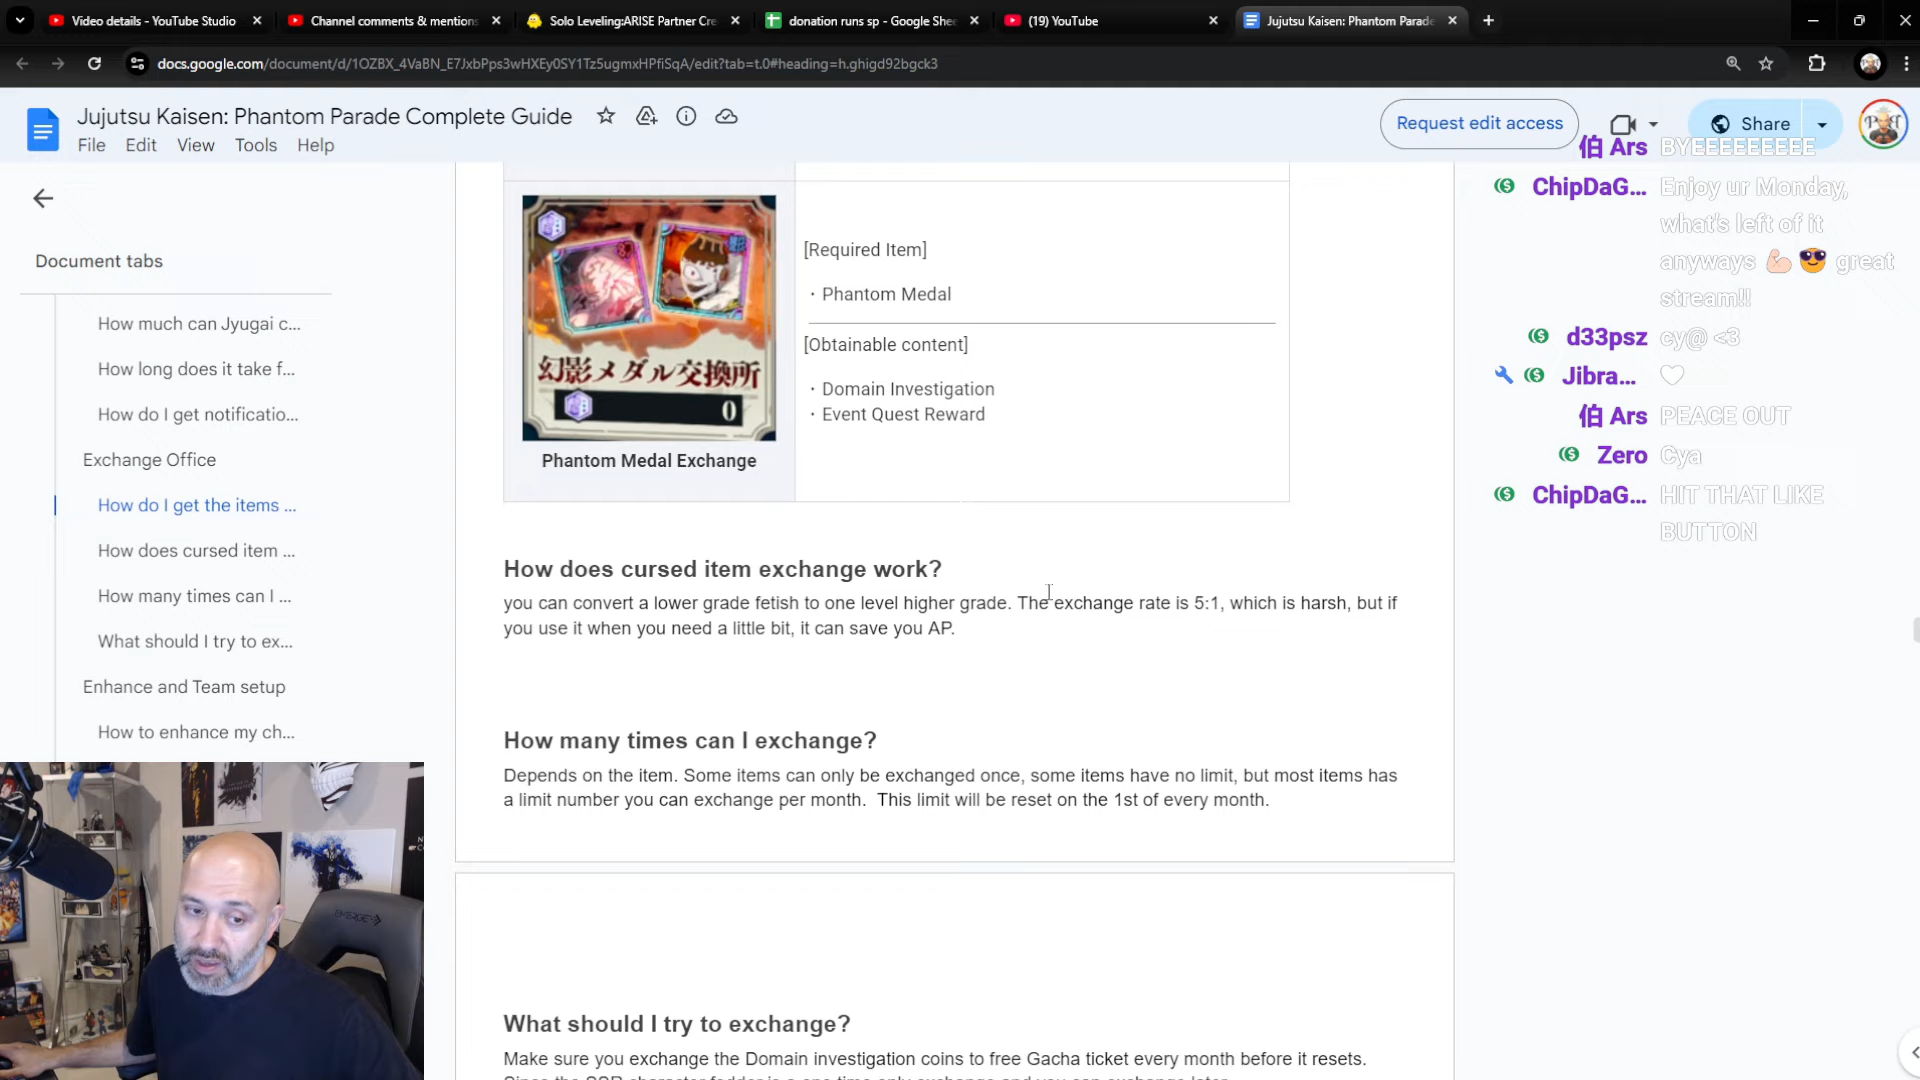 Video details - YouTube Studio
Channel comments & mentions
Solo Leveling:ARISE Partner Cre
donation runs sp - Google Shee
(19) YouTube
Jujutsu Kaisen: Phantom Parade
docs.google.com/document/d/1OZBX_4VaBN_E7JxbPps3wHXEy0SY1Tz5ugmxHPfiSqA/edit?tab=t.0#heading=h.ghigd92bgck3
Jujutsu Kaisen: Phantom Parade Complete Guide
Request edit access
Share
File Edit View Tools Help
Document tabs
How much can Jyugai c...
How long does it take f...
How do I get notificatio...
Exchange Office
How do I get the items ...
How does cursed item ...
How many times can I ...
What should I try to ex...
Enhance and Team setup
How to enhance my ch...
幻影メダル交換所
0
Phantom Medal Exchange
[Required Item]
・Phantom Medal
[Obtainable content]
・Domain Investigation
・Event Quest Reward
How does cursed item exchange work?
you can convert a lower grade fetish to one level higher grade. The exchange rate is 5:1, which is harsh, but if
you use it when you need a little bit, it can save you AP.
How many times can I exchange?
Depends on the item. Some items can only be exchanged once, some items have no limit, but most items has
a limit number you can exchange per month.  This limit will be reset on the 1st of every month.
What should I try to exchange?
Make sure you exchange the Domain investigation coins to free Gacha ticket every month before it resets.
伯 Ars BYEEEEEEEEE
ChipDaG... Enjoy ur Monday,
what's left of it
anyways 💪🏻 😎 great
stream!!
d33psz cy@ <3
Jibra... ♡
伯 Ars PEACE OUT
Zero Cya
ChipDaG... HIT THAT LIKE
BUTTON